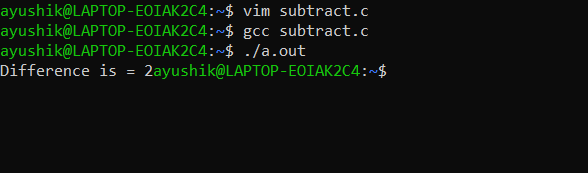 ayushik@LAPTOP-EOIAK2C4:~$ vim subtract.c
ayushik@LAPTOP-EOIAK2C4:~$ gcc subtract.c
ayushik@LAPTOP-EOIAK2C4:~$ ./a.out
Difference is = 2ayushik@LAPTOP-EOIAK2C4:~$